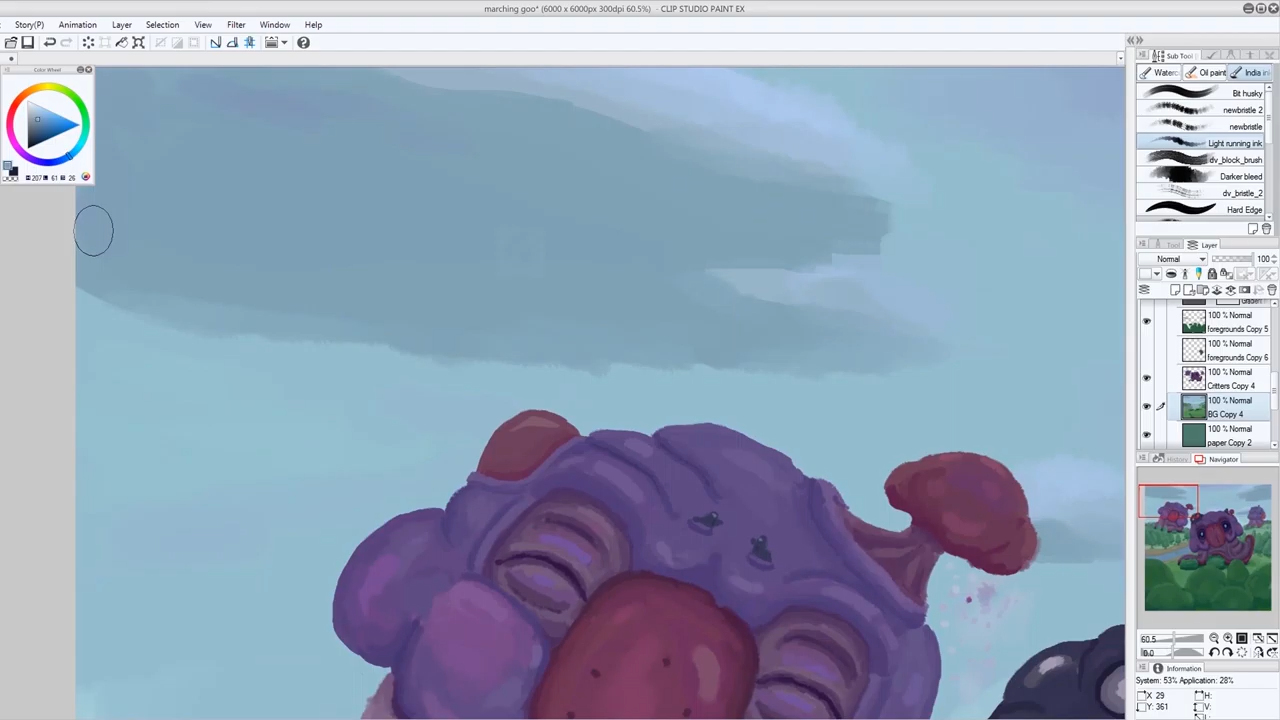 marching goo* (6000 x 6000px 300dpi 60.5%) - CLIP STUDIO PAINT EX
Story(P) Animation Layer Selection View Filter Window Help
Color Wheel
207 61 26
Sub Tool
Waterc Oil paint India in
Bit husky
newbristle 2
newbristle
Light running ink
dv_block_brush
Darker bleed
dv_bristle_2
Hard Edge
Tool Layer
Normal 100
Gradien
100 % Normal
foregrounds Copy 5
100 % Normal
foregrounds Copy 6
100 % Normal
Critters Copy 4
100 % Normal
BG Copy 4
100 % Normal
paper Copy 2
History Navigator
60.5
0.0
Information
System: 53% Application: 28%
X 29 H:
Y: 361 V: